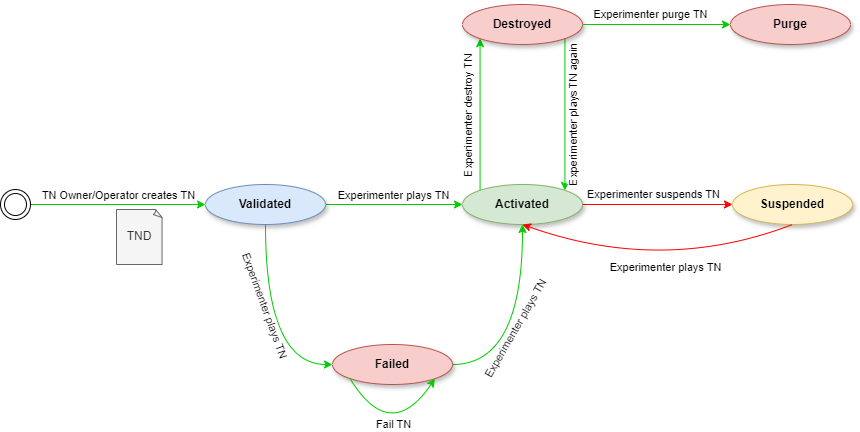 Destroyed
Experimenter purge TN
Purge
Experimenter destroy TN
Experimenter plays TN again
TN Owner/Operator creates TN
TND
Validated
Experimenter plays TN
Activated
Experimenter suspends TN
Suspended
Experimenter plays TN
Experimenter plays TN
Experimenter plays TN
Failed
Fail TN